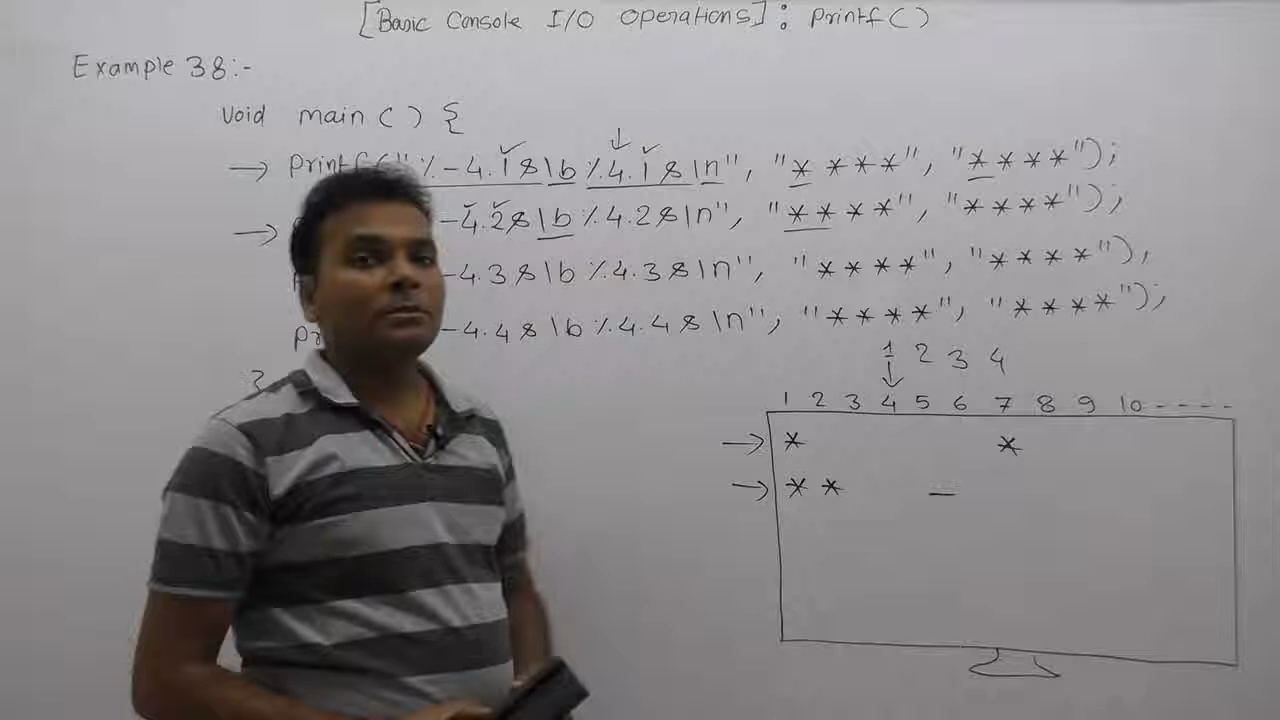 [Basic Console I/O Operations] : Printf()
Example 38:-
Void main() {
→ Printf("%-4.1s\b%4.1s\n", "****", "****");
→ -4.2s\b%4.2s\n", "****", "****");
-4.3s\b%4.3s\n", "****", "****");
Pr -4.4s\b%4.4s\n", "****", "****");
1 2 3 4
}
1 2 3 4 5 6 7 8 9 10 - - - -
→ * *
→ ** _